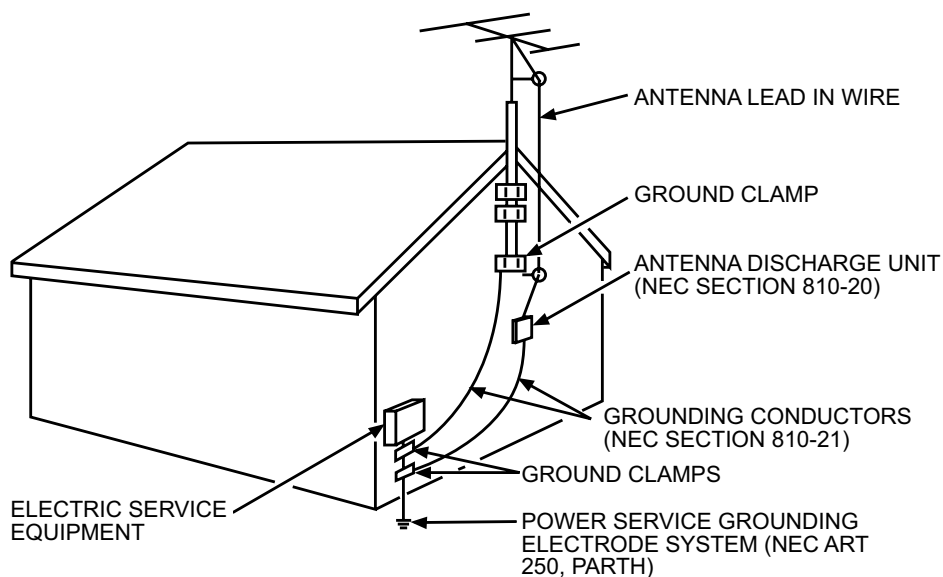 ANTENNA LEAD IN WIRE
GROUND CLAMP
ANTENNA DISCHARGE UNIT
(NEC SECTION 810-20)
GROUNDING CONDUCTORS
(NEC SECTION 810-21)
GROUND CLAMPS
ELECTRIC SERVICE
EQUIPMENT
POWER SERVICE GROUNDING
ELECTRODE SYSTEM (NEC ART
250, PARTH)